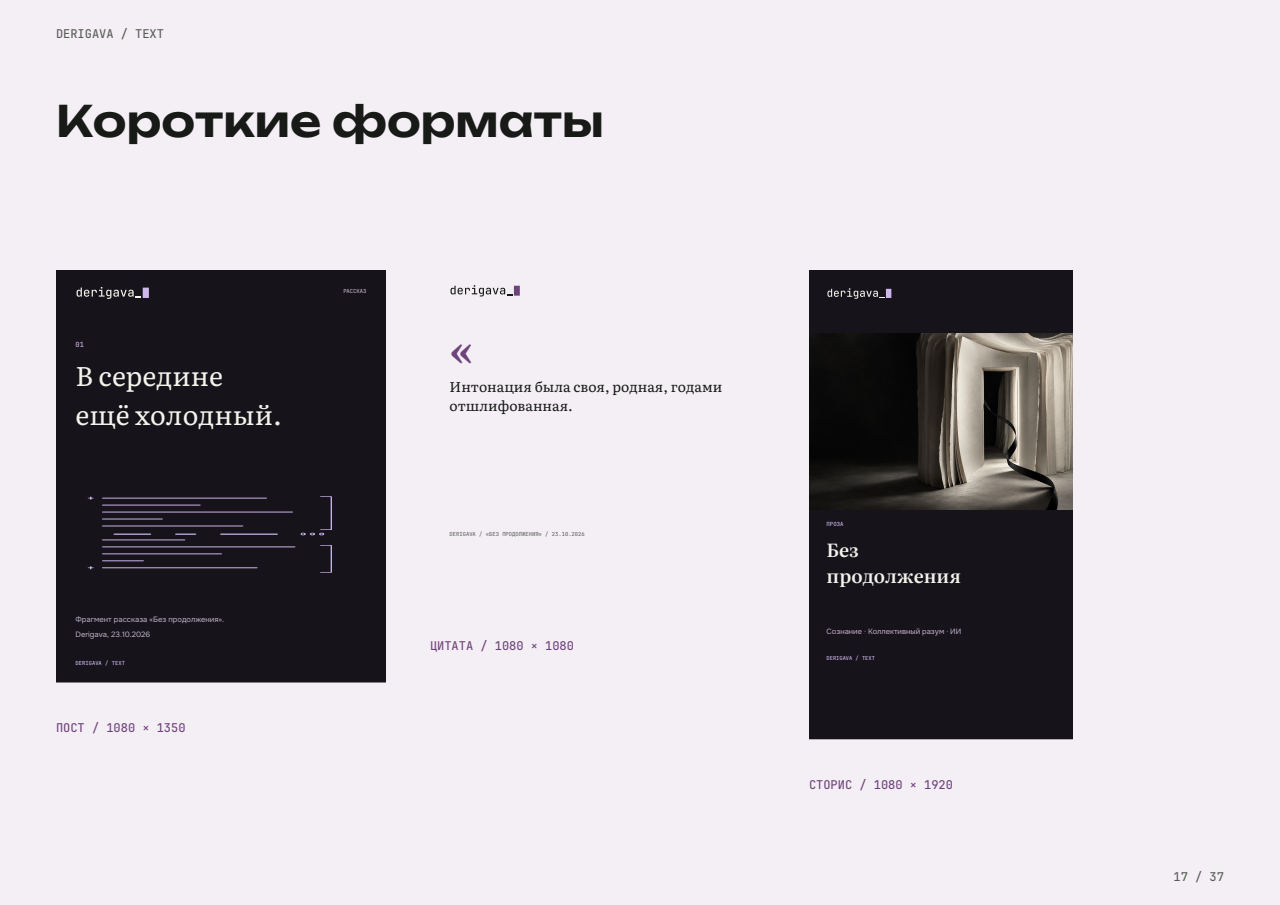 DERIGAVA / TEXT
Короткие форматы
derigava_
РАССКАЗ
01
В середине
ещё холодный.
Фрагмент рассказа «Без продолжения».
Derigava, 23.10.2026
DERIGAVA / TEXT
ПОСТ / 1080 × 1350
derigava_
«
Интонация была своя, родная, годами
отшлифованная.
DERIGAVA / «БЕЗ ПРОДОЛЖЕНИЯ» / 23.10.2026
ЦИТАТА / 1080 × 1080
derigava_
ПРОЗА
Без
продолжения
Сознание · Коллективный разум · ИИ
DERIGAVA / TEXT
СТОРИС / 1080 × 1920
17 / 37